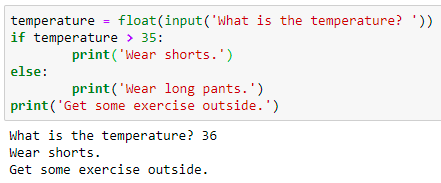 temperature = float(input('What is the temperature? '))
if temperature > 35:
        print('Wear shorts.')
else:
        print('Wear long pants.')
print('Get some exercise outside.')
What is the temperature? 36
Wear shorts.
Get some exercise outside.